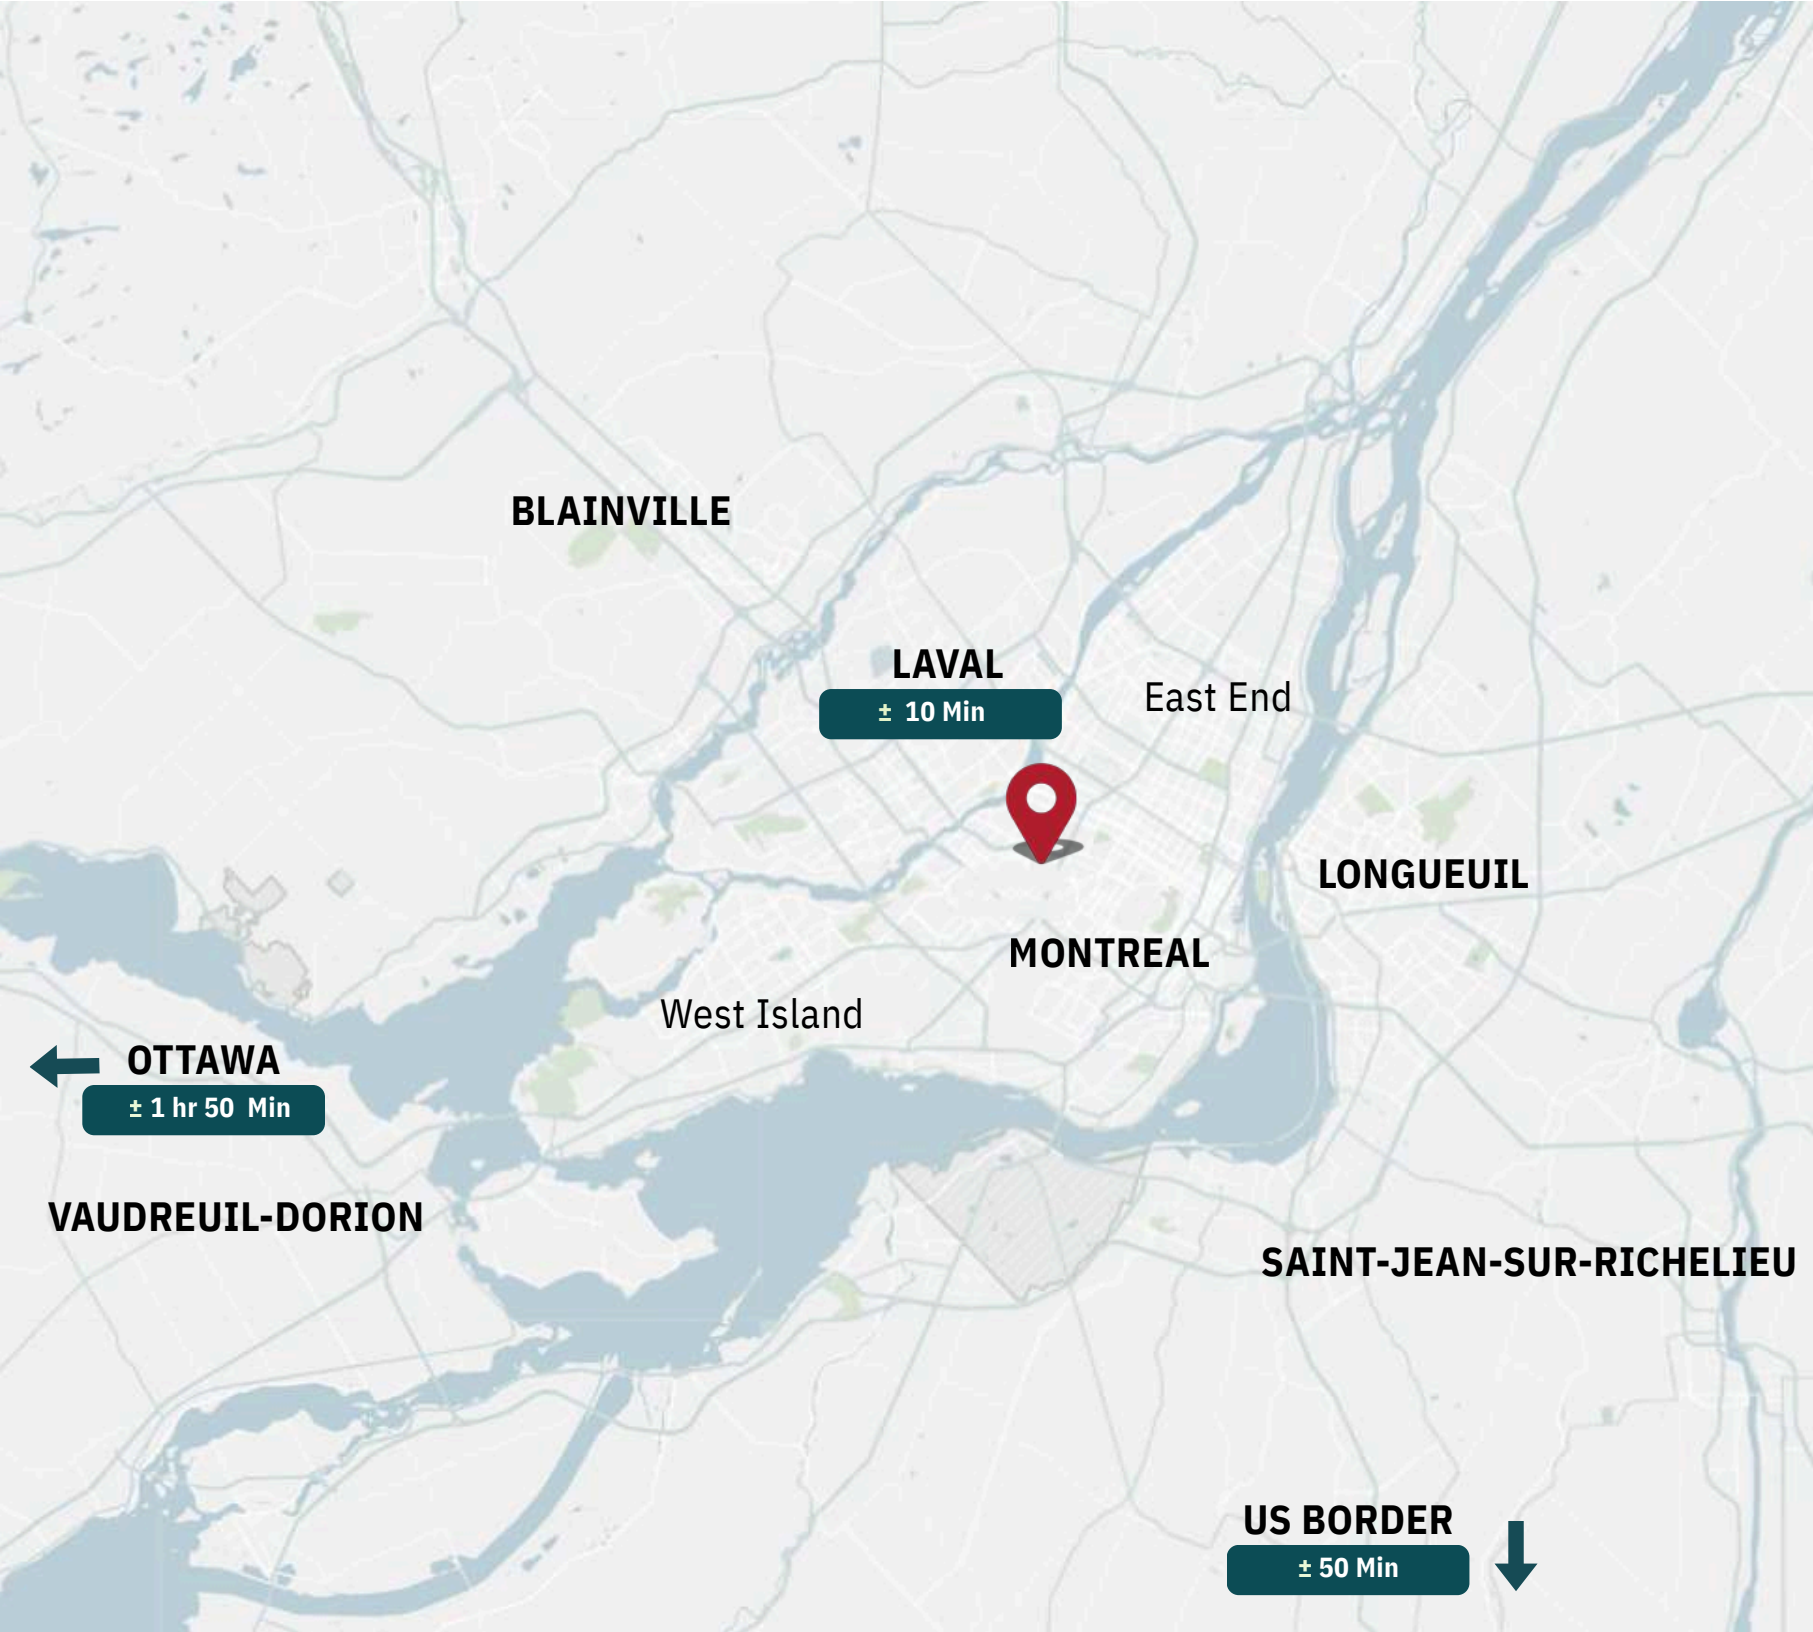 BLAINVILLE
LAVAL
± 10 Min
East End
LONGUEUIL
MONTREAL
West Island
OTTAWA
± 1 hr 50 Min
VAUDREUIL-DORION
SAINT-JEAN-SUR-RICHELIEU
US BORDER
± 50 Min